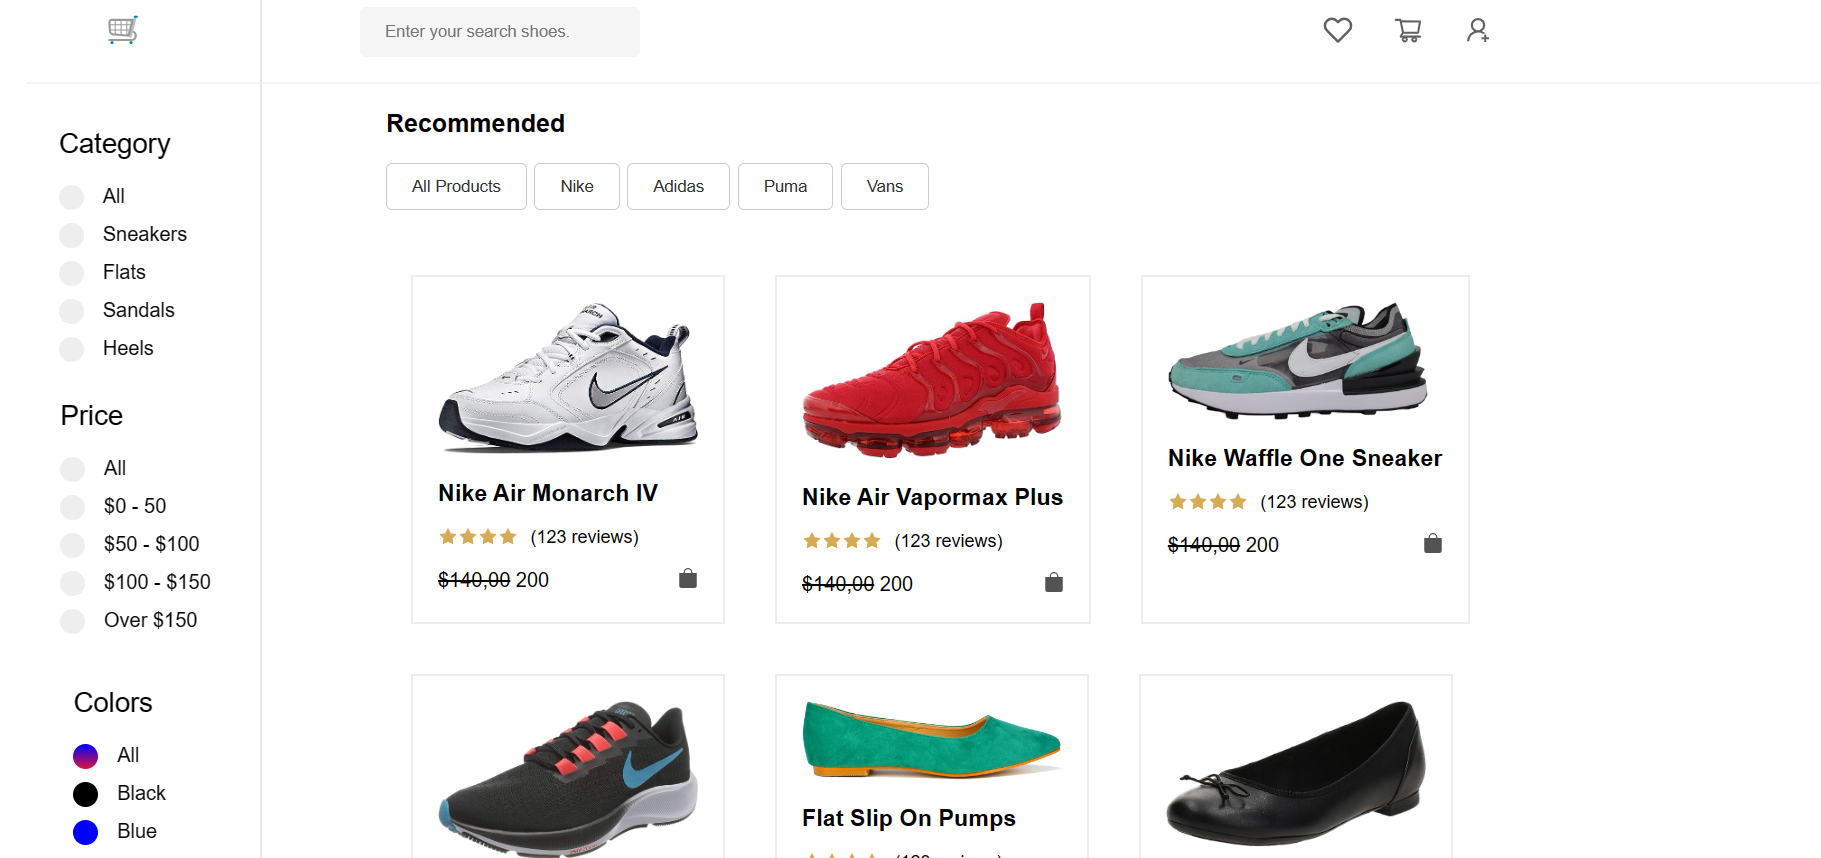 Enter your search shoes.
Category
All
Sneakers
Flats
Sandals
Heels
Price
All
$0 - 50
$50 - $100
$100 - $150
Over $150
Colors
All
Black
Blue
Recommended
All Products
Nike
Adidas
Puma
Vans
Nike Air Monarch IV
(123 reviews)
$140,00 200
Nike Air Vapormax Plus
(123 reviews)
$140,00 200
Nike Waffle One Sneaker
(123 reviews)
$140,00 200
Flat Slip On Pumps